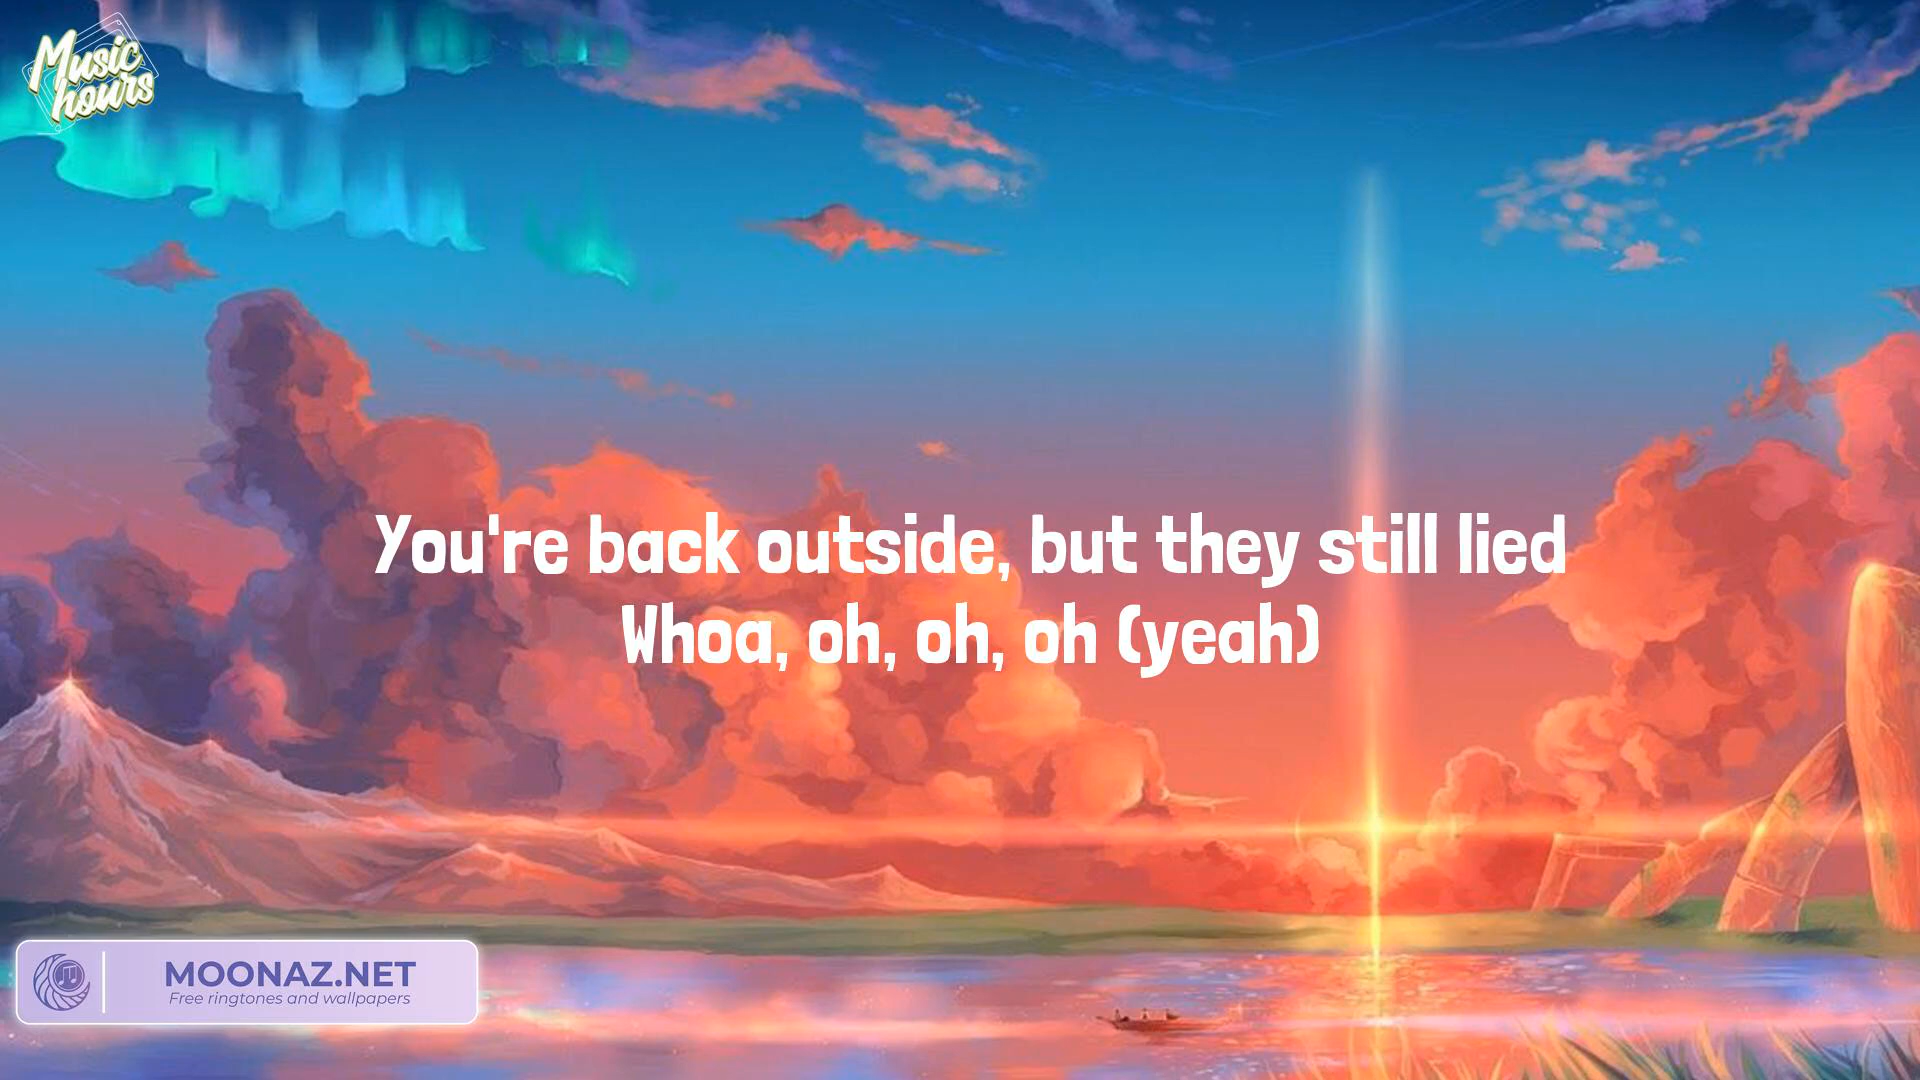 Music
hours
You're back outside, but they still lied
Whoa, oh, oh, oh (yeah)
MOONAZ.NET
Free ringtones and wallpapers